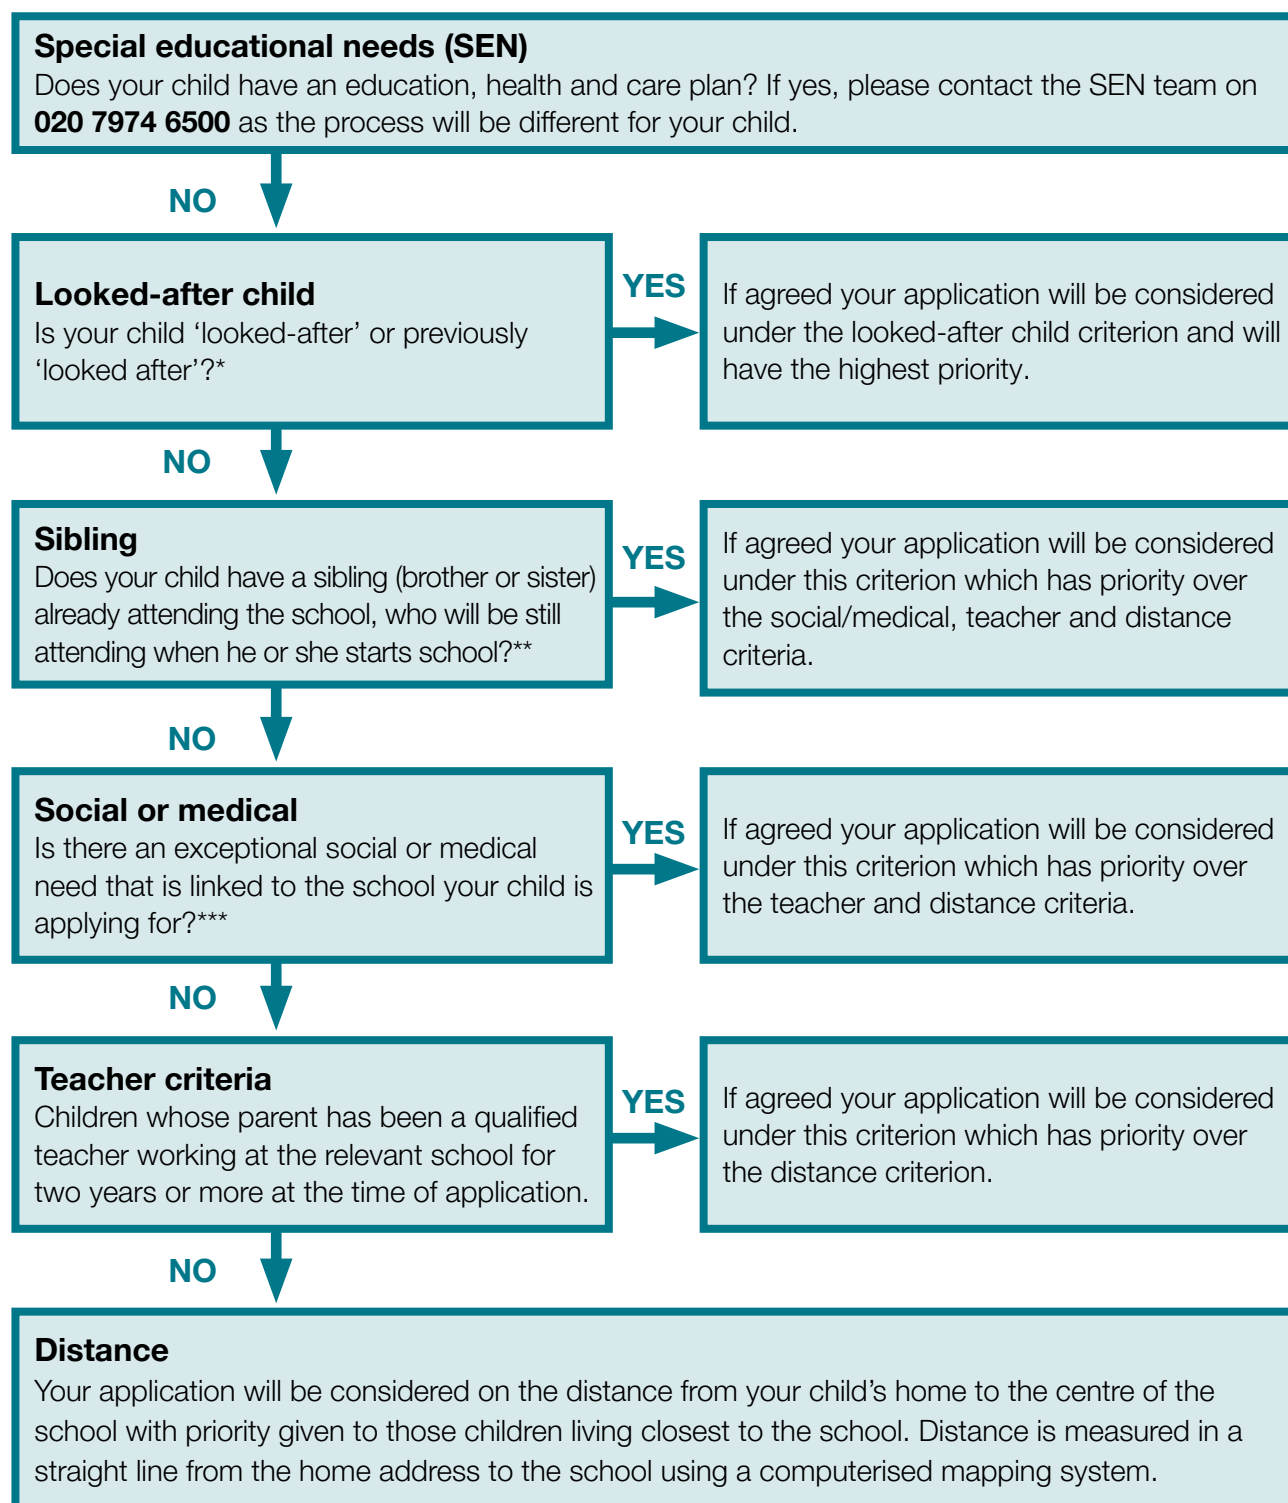 Special educational needs (SEN)
Does your child have an education, health and care plan? If yes, please contact the SEN team on
020 7974 6500 as the process will be different for your child.
NO
Looked-after child
Is your child ‘looked-after’ or previously
‘looked after’?*
YES
If agreed your application will be considered
under the looked-after child criterion and will
have the highest priority.
NO
Sibling
Does your child have a sibling (brother or sister)
already attending the school, who will be still
attending when he or she starts school?**
YES
If agreed your application will be considered
under this criterion which has priority over
the social/medical, teacher and distance
criteria.
NO
Social or medical
Is there an exceptional social or medical
need that is linked to the school your child is
applying for?***
YES
If agreed your application will be considered
under this criterion which has priority over
the teacher and distance criteria.
NO
Teacher criteria
Children whose parent has been a qualified
teacher working at the relevant school for
two years or more at the time of application.
YES
If agreed your application will be considered
under this criterion which has priority over
the distance criterion.
NO
Distance
Your application will be considered on the distance from your child’s home to the centre of the
school with priority given to those children living closest to the school. Distance is measured in a
straight line from the home address to the school using a computerised mapping system.